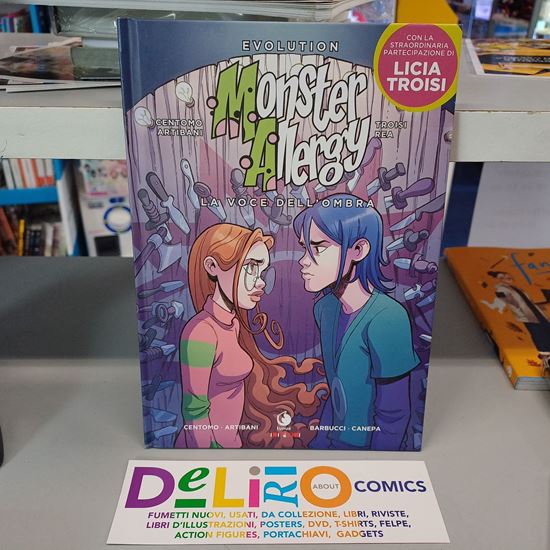 EVOLUTION
CON LA
STRAORDINARIA
PARTECIPAZIONE DI
LICIA
TROISI
Monster
Allergy
CENTOMO
ARTIBANI
TROISI
REA
LA VOCE DELL'OMBRA
CENTOMO · ARTIBANI
BARBUCCI · CANEPA
DeLiRiO
ABOUT
COMICS
FUMETTI NUOVI, USATI, DA COLLEZIONE, LIBRI, RIVISTE,
LIBRI D'ILLUSTRAZIONI, POSTERS, DVD, T-SHIRTS, FELPE,
ACTION FIGURES, PORTACHIAVI, GADGETS